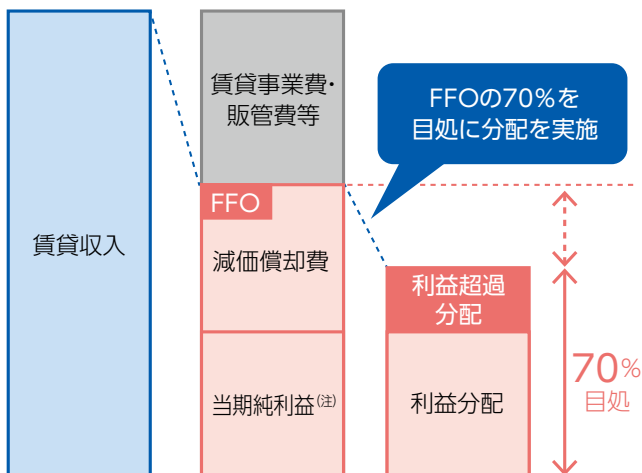 賃貸収入
賃貸事業費・
販管費等
FFO
減価償却費
当期純利益(注)
FFOの70%を
目処に分配を実施
利益超過
分配
利益分配
70%
目処